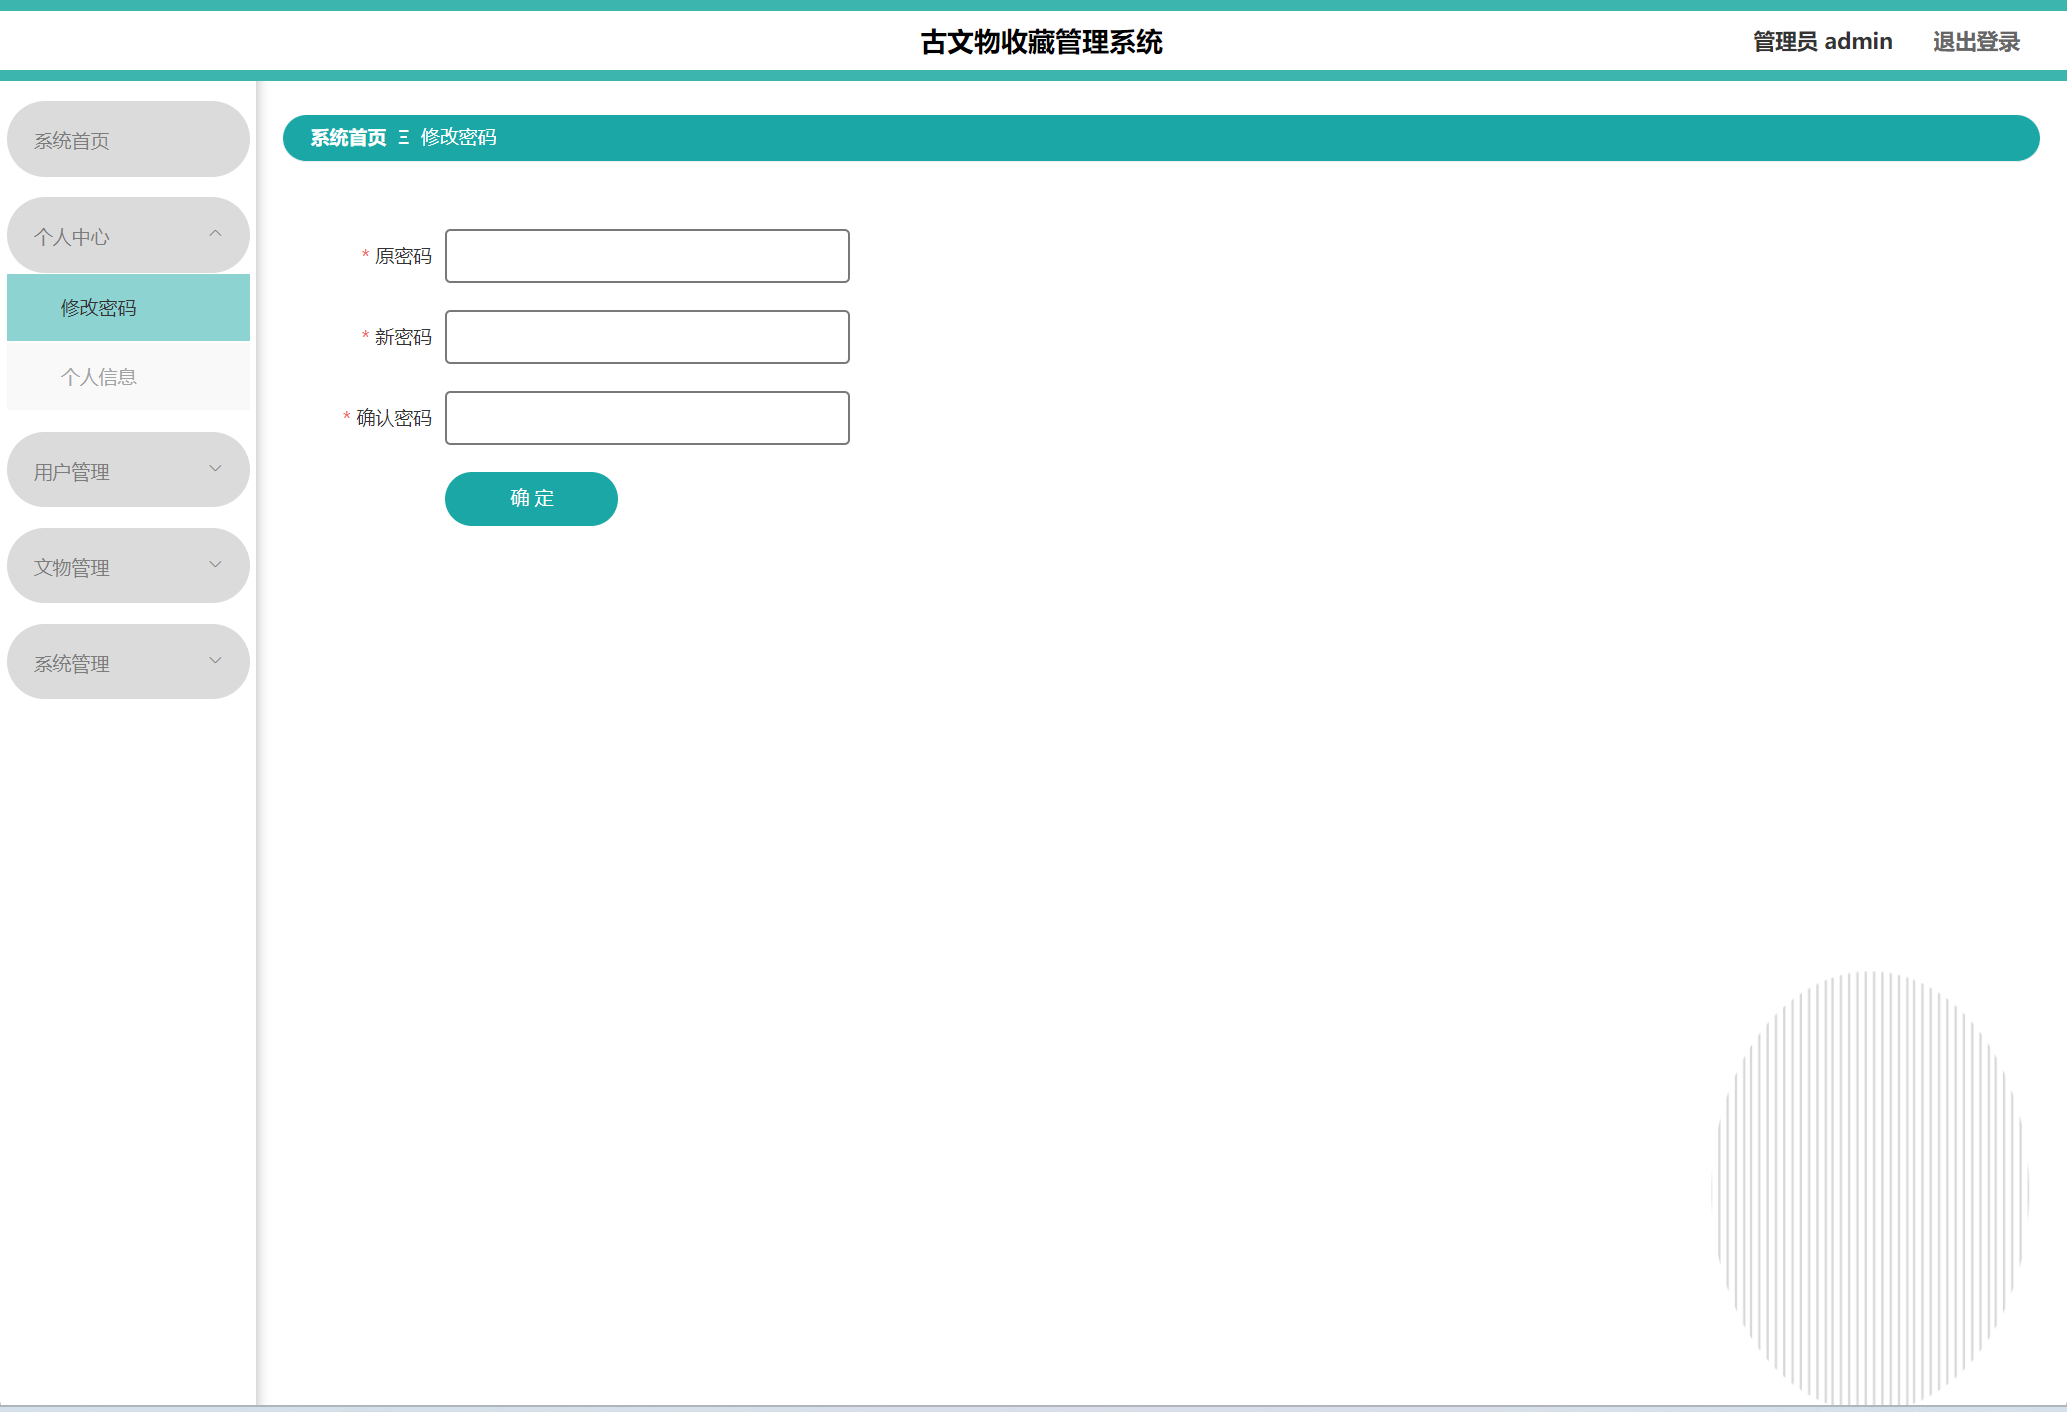 古文物收藏管理系统
管理员 admin
退出登录
系统首页
个人中心
修改密码
个人信息
用户管理
文物管理
系统管理
系统首页 Ξ 修改密码
* 原密码
* 新密码
* 确认密码
确 定